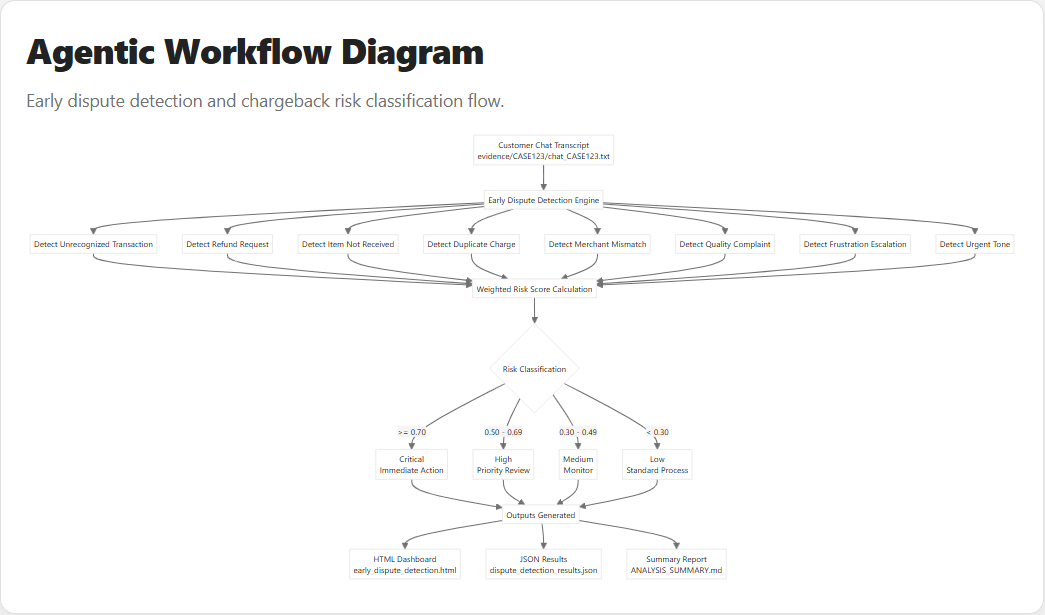 Agentic Workflow Diagram
Early dispute detection and chargeback risk classification flow.
Customer Chat Transcript
evidence/CASE123/chat_CASE123.txt
Early Dispute Detection Engine
Detect Unrecognized Transaction
Detect Refund Request
Detect Item Not Received
Detect Duplicate Charge
Detect Merchant Mismatch
Detect Quality Complaint
Detect Frustration Escalation
Detect Urgent Tone
Weighted Risk Score Calculation
Risk Classification
>= 0.70
0.50 - 0.69
0.30 - 0.49
< 0.30
Critical
Immediate Action
High
Priority Review
Medium
Monitor
Low
Standard Process
Outputs Generated
HTML Dashboard
early_dispute_detection.html
JSON Results
dispute_detection_results.json
Summary Report
ANALYSIS_SUMMARY.md